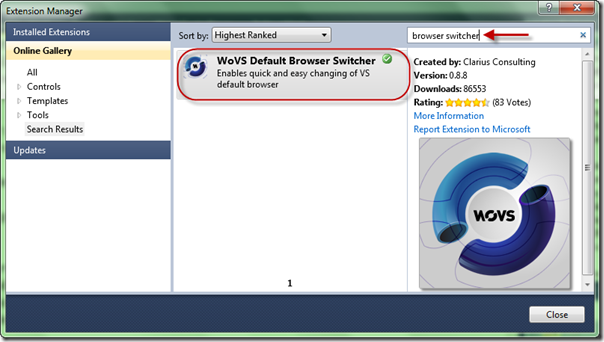 Extension Manager
?
Installed Extensions
Online Gallery
All
Controls
Templates
Tools
Search Results
Updates
Sort by: Highest Ranked
browser switcher
WoVS Default Browser Switcher
Enables quick and easy changing of VS
default browser
1
Created by: Clarius Consulting
Version: 0.8.8
Downloads: 86553
Rating: (83 Votes)
More Information
Report Extension to Microsoft
WOVS
Close